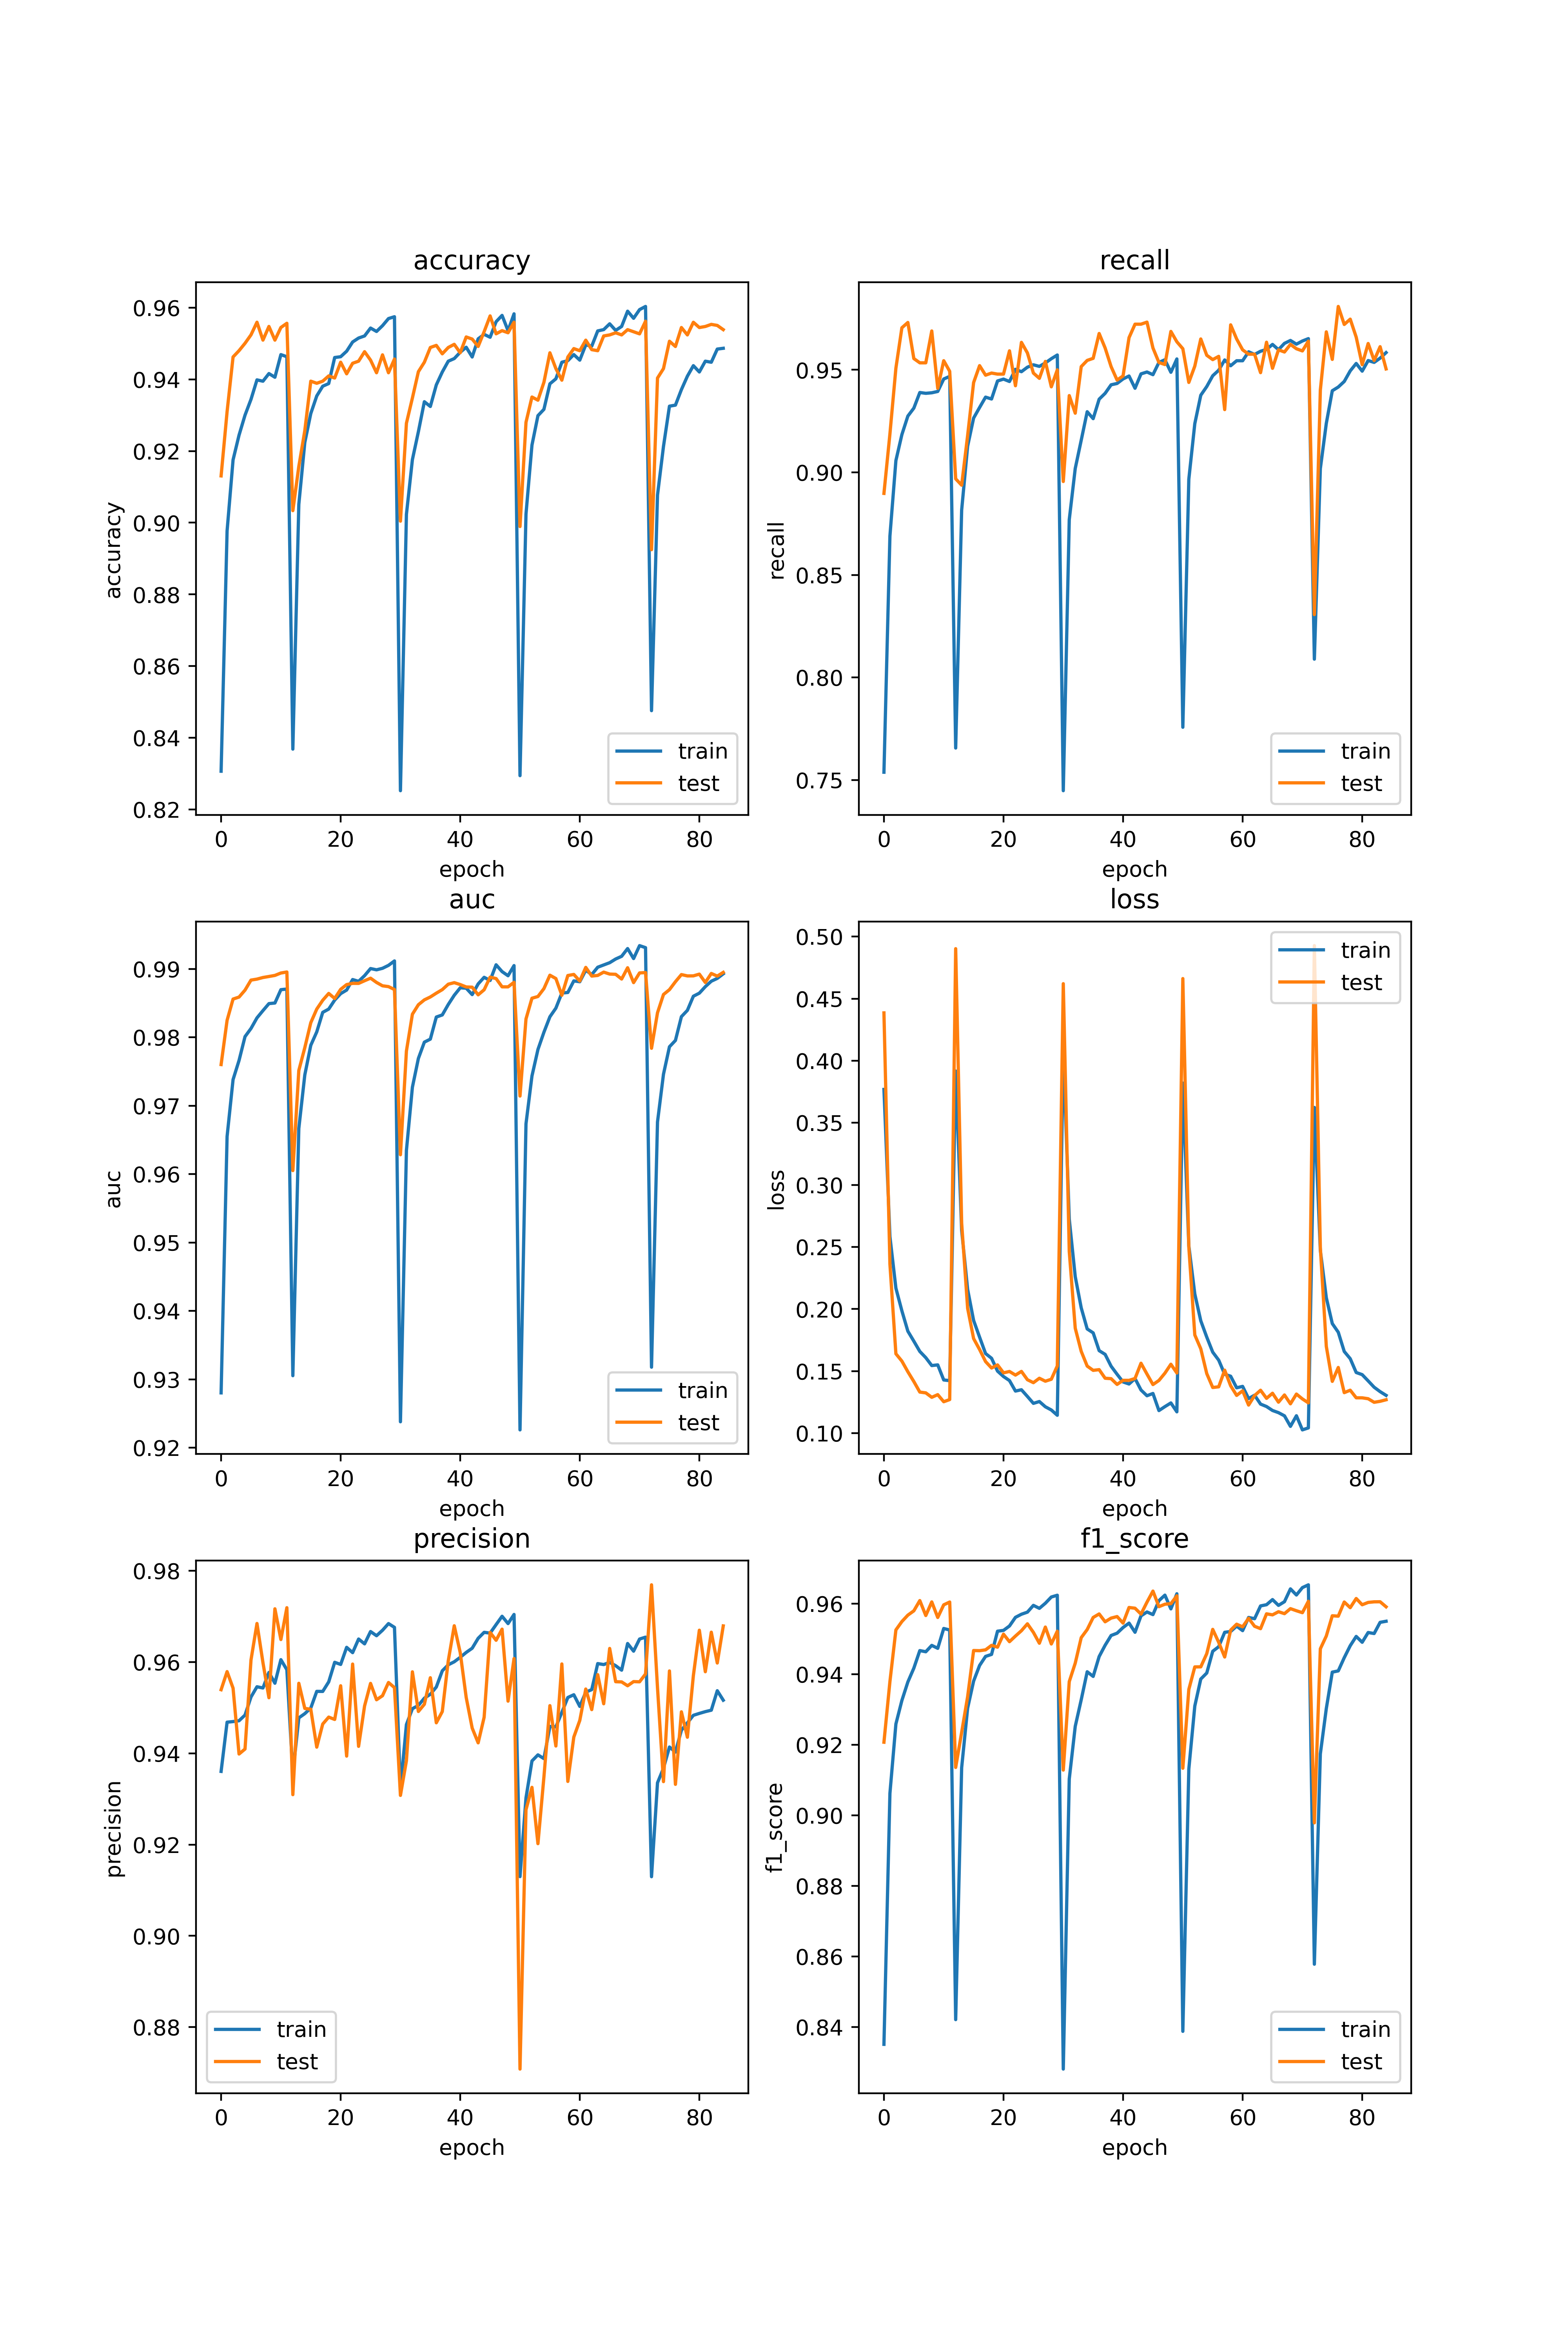 accuracy
accuracy
0.96
0.94
0.92
0.90
0.88
0.86
0.84
0.82
0
20
40
60
80
epoch
train
test
recall
recall
0.95
0.90
0.85
0.80
0.75
0
20
40
60
80
epoch
train
test
auc
auc
0.99
0.98
0.97
0.96
0.95
0.94
0.93
0.92
0
20
40
60
80
epoch
train
test
loss
loss
0.50
0.45
0.40
0.35
0.30
0.25
0.20
0.15
0.10
0
20
40
60
80
epoch
train
test
precision
precision
0.98
0.96
0.94
0.92
0.90
0.88
0
20
40
60
80
epoch
train
test
f1_score
f1_score
0.96
0.94
0.92
0.90
0.88
0.86
0.84
0
20
40
60
80
epoch
train
test